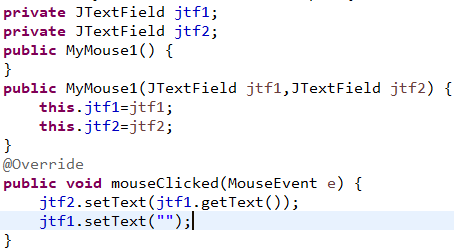 private JTextField jtf1;
private JTextField jtf2;
public MyMouse1() {
}
public MyMouse1(JTextField jtf1,JTextField jtf2) {
    this.jtf1=jtf1;
    this.jtf2=jtf2;
}
@Override
public void mouseClicked(MouseEvent e) {
    jtf2.setText(jtf1.getText());
    jtf1.setText("");
}